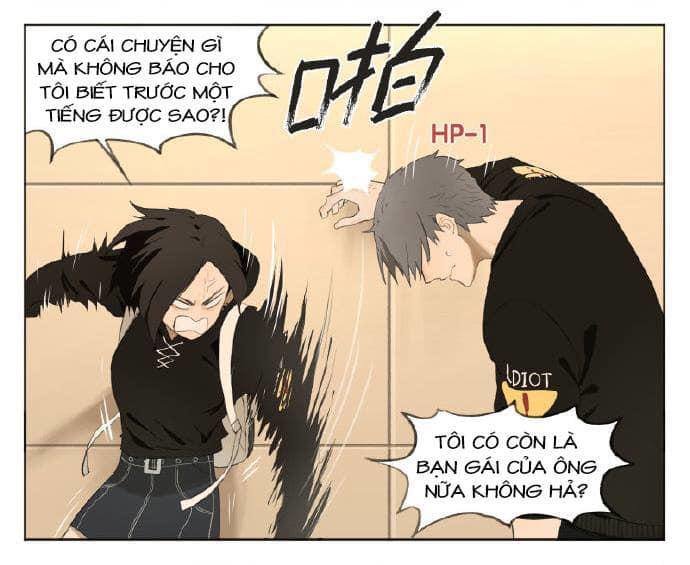 CÓ CÁI CHUYỆN GÌ
MÀ KHÔNG BÁO CHO
TÔI BIẾT TRƯỚC MỘT
TIẾNG ĐƯỢC SAO?!
啪
HP-1
IDIOT
TÔI CÓ CÒN LÀ
BẠN GÁI CỦA ÔNG
NỮA KHÔNG HẢ?